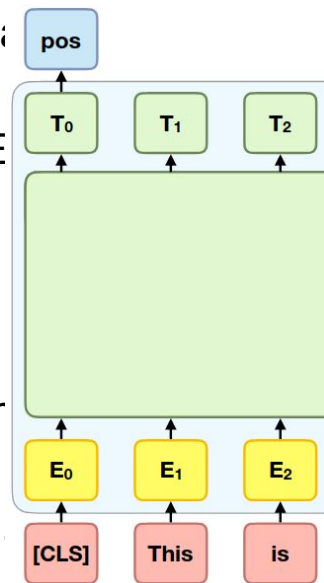 pos
T₀ T₁ T₂
E₀ E₁ E₂
[CLS] This is